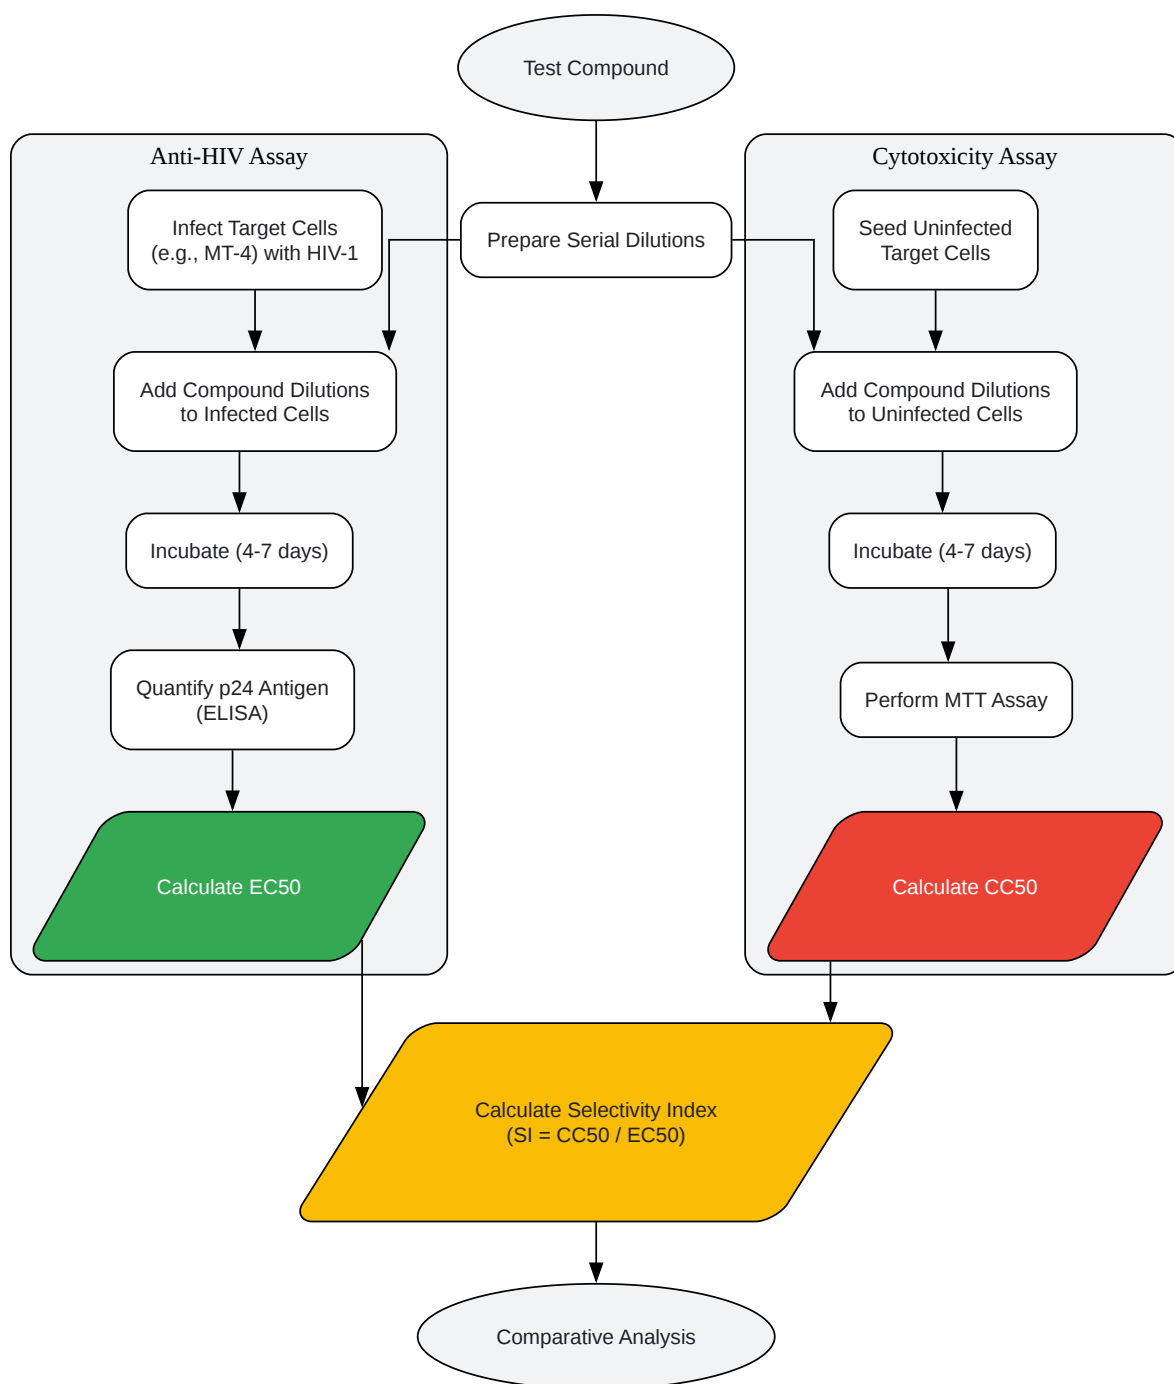 Test Compound
Anti-HIV Assay
Cytotoxicity Assay
Infect Target Cells
(e.g., MT-4) with HIV-1
Prepare Serial Dilutions
Seed Uninfected
Target Cells
Add Compound Dilutions
to Infected Cells
Add Compound Dilutions
to Uninfected Cells
Incubate (4-7 days)
Incubate (4-7 days)
Quantify p24 Antigen
(ELISA)
Perform MTT Assay
Calculate EC50
Calculate CC50
Calculate Selectivity Index
(SI = CC50 / EC50)
Comparative Analysis